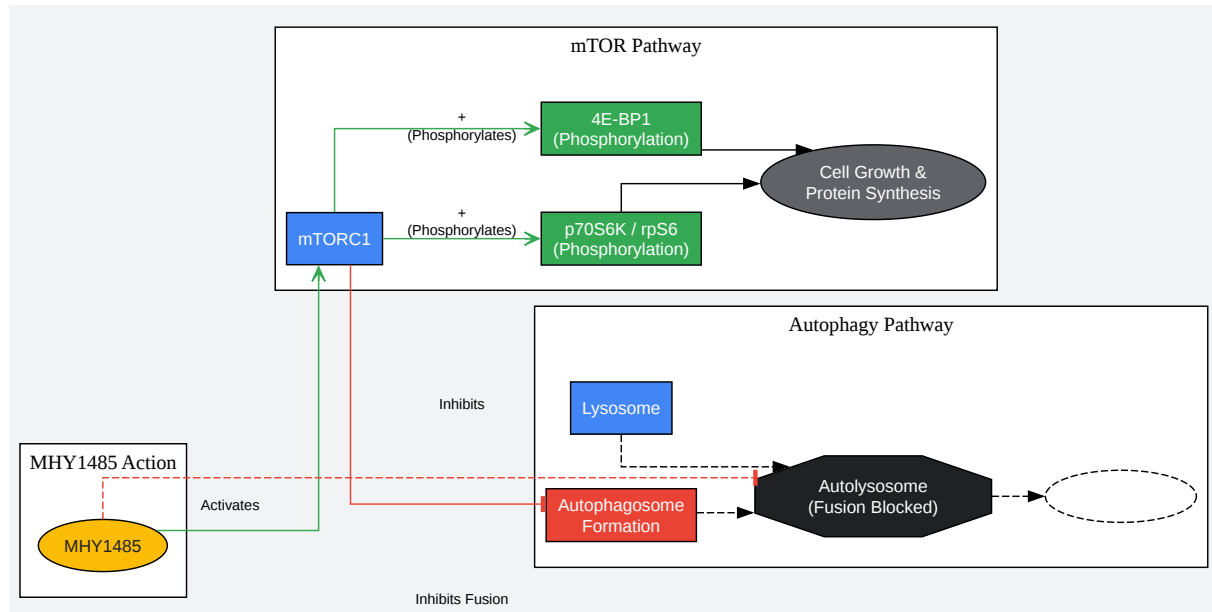 mTOR Pathway
+
(Phosphorylates)
4E-BP1
(Phosphorylation)
Cell Growth &
Protein Synthesis
mTORC1
+
(Phosphorylates)
p70S6K / rpS6
(Phosphorylation)
Autophagy Pathway
Lysosome
Inhibits
MHY1485 Action
Activates
Autophagosome
Formation
Autolysosome
(Fusion Blocked)
MHY1485
Inhibits Fusion